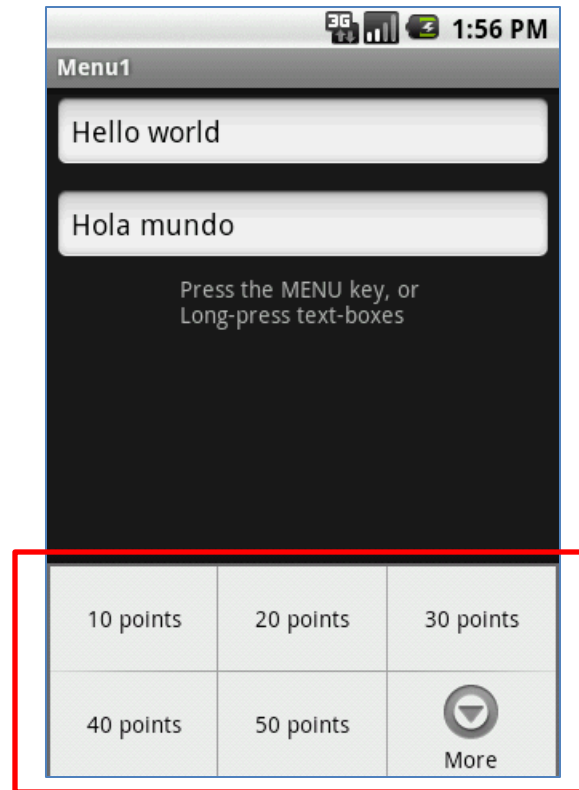 3G 1:56 PM
Menu1
Hello world
Hola mundo
Press the MENU key, or
Long-press text-boxes
10 points 20 points 30 points
40 points 50 points More